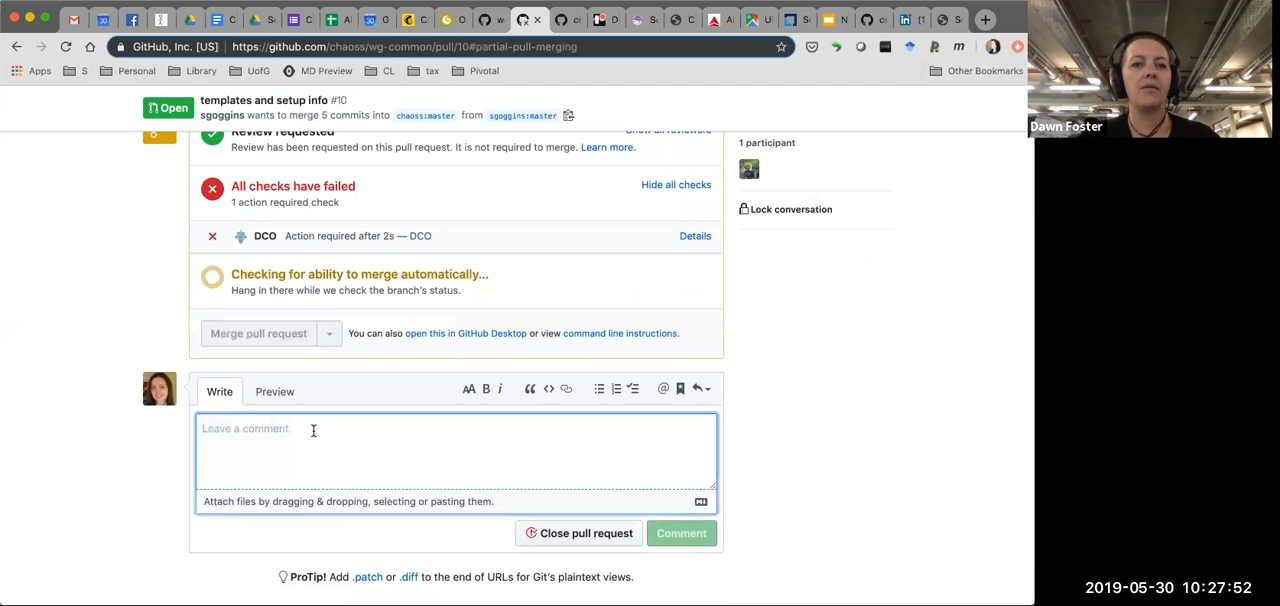 GitHub, Inc. [US] https://github.com/chaoss/wg-common/pull/10#partial-pull-merging
Apps S Personal Library UofG MD Preview CL tax Pivotal Other Bookmarks
Dawn Foster
Open
templates and setup info #10
sgoggins wants to merge 5 commits into chaoss:master from sgoggins:master
Review requested
Show all reviewers
Review has been requested on this pull request. It is not required to merge. Learn more.
1 participant
All checks have failed
Hide all checks
1 action required check
Lock conversation
DCO Action required after 2s — DCO Details
Checking for ability to merge automatically...
Hang in there while we check the branch's status.
Merge pull request
You can also open this in GitHub Desktop or view command line instructions.
Write Preview
AA B i
Leave a comment
Attach files by dragging & dropping, selecting or pasting them.
Close pull request Comment
ProTip! Add .patch or .diff to the end of URLs for Git's plaintext views.
2019-05-30 10:27:52